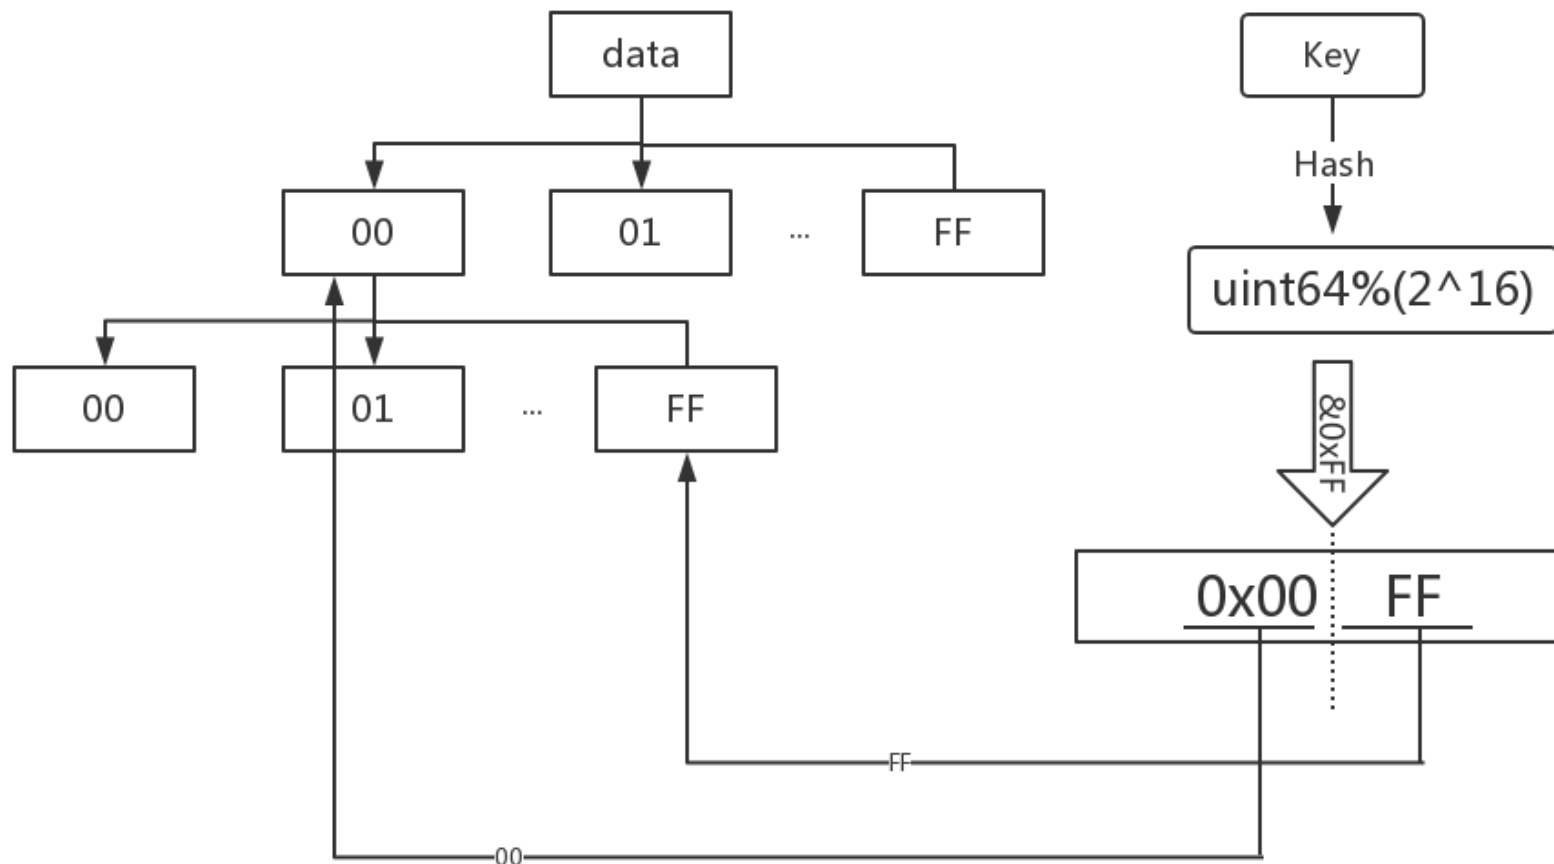 data
Key
Hash
00
01
...
FF
uint64%(2^16)
00
01
...
FF
&0xFF
0x00 FF
FF
00